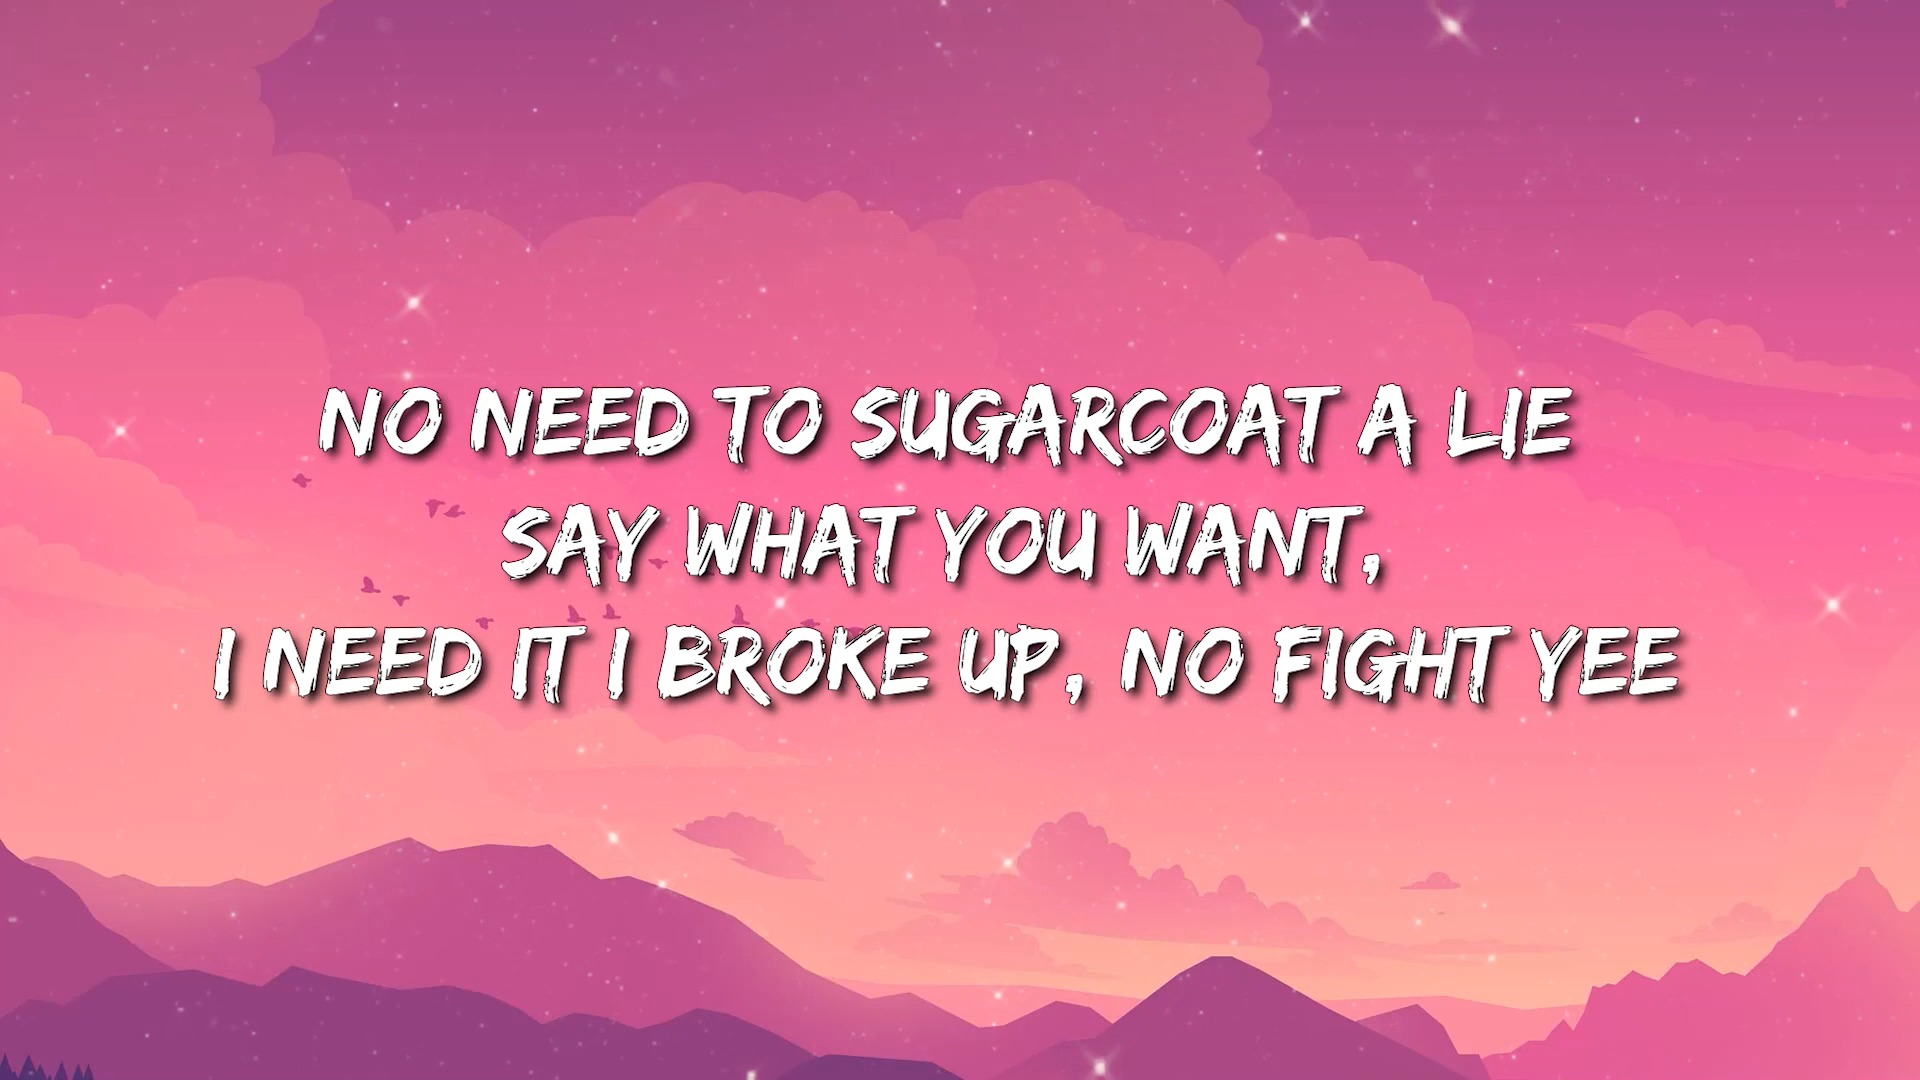 NO NEED TO SUGARCOAT A LIE
SAY WHAT YOU WANT,
I NEED IT I BROKE UP, NO FIGHT YEE